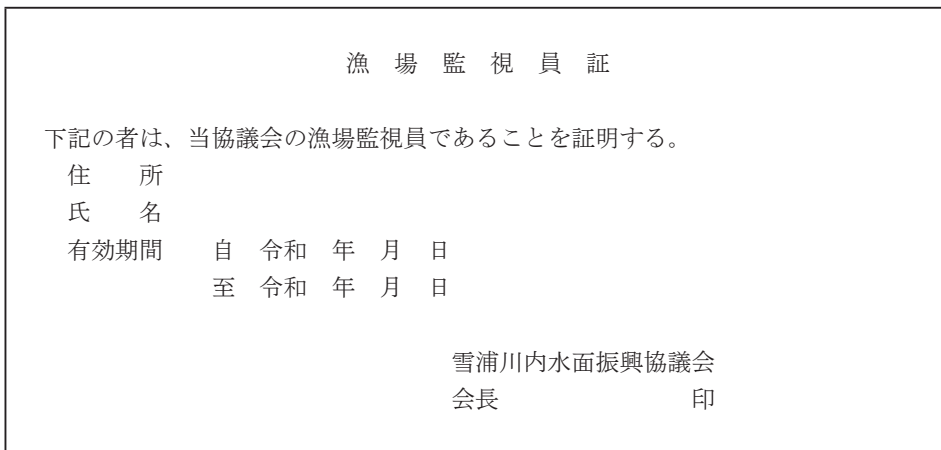 漁　場　監　視　員　証
下記の者は、当協議会の漁場監視員であることを証明する。
住　　所
氏　　名
有効期間　　自　令和　年　月　日
至　令和　年　月　日
雪浦川内水面振興協議会
会長　　　　　　　　印